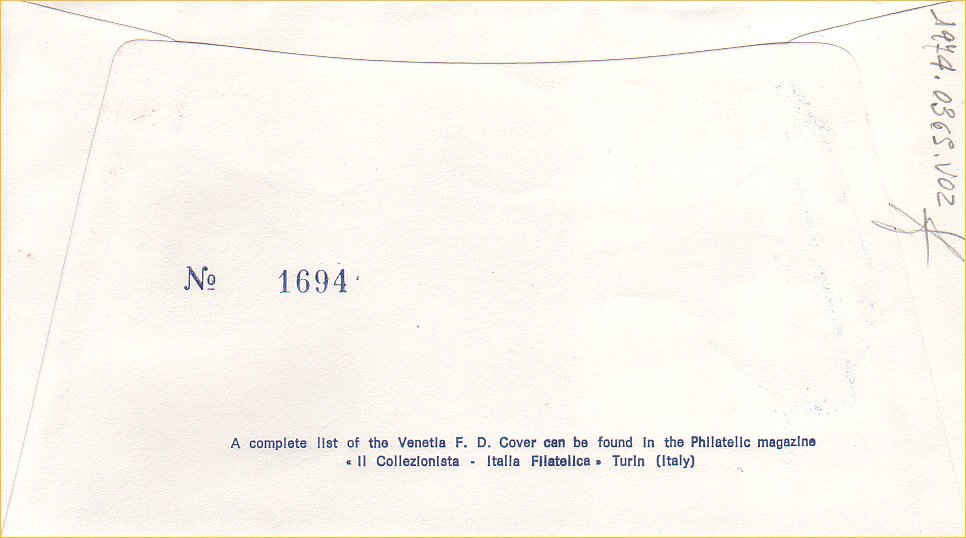 1974.0365.V02
№ 1694
A complete list of the Venetia F. D. Cover can be found in the Philatelic magazine
« Il Collezionista - Italia Filatelica » Turin (Italy)